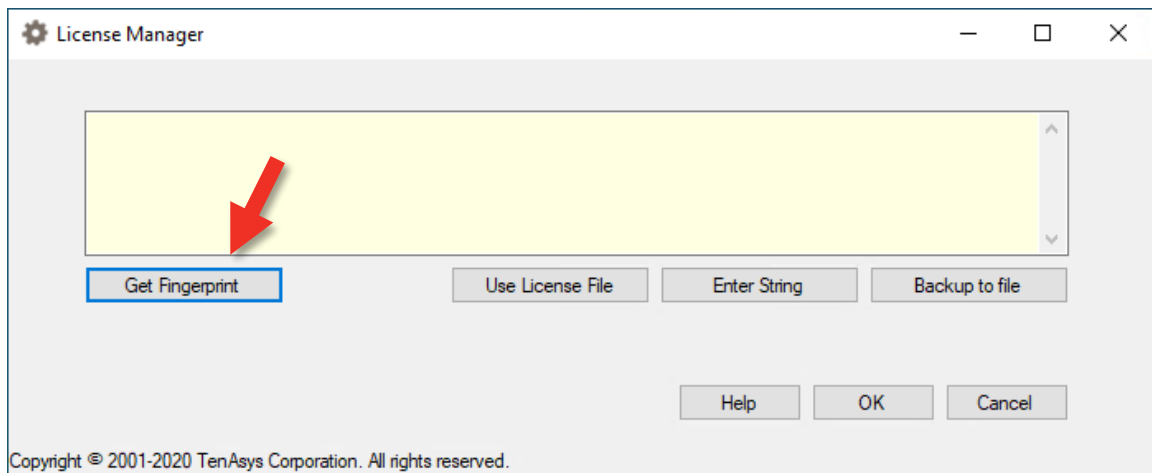 License Manager
Get Fingerprint
Use License File
Enter String
Backup to file
Help
OK
Cancel
Copyright © 2001-2020 TenAsys Corporation. All rights reserved.